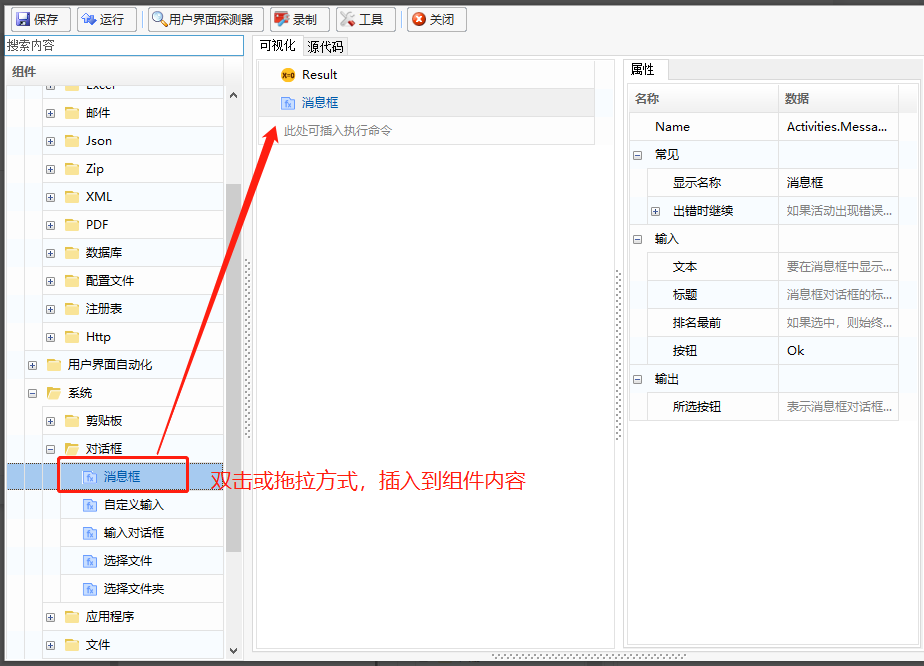 保存 运行 用户界面探测器 录制 工具 关闭
搜索内容
组件
Excel
邮件
Json
Zip
XML
PDF
数据库
配置文件
注册表
Http
用户界面自动化
系统
剪贴板
对话框
消息框
自定义输入
输入对话框
选择文件
选择文件夹
应用程序
文件
可视化 源代码
Result
消息框
此处可插入执行命令
双击或拖拉方式，插入到组件内容
属性
名称 数据
Name Activities.Messa...
常见
显示名称 消息框
出错时继续 如果活动出现错误...
输入
文本 要在消息框中显示...
标题 消息框对话框的标...
排名最前 如果选中，则始终...
按钮 Ok
输出
所选按钮 表示消息框对话框...